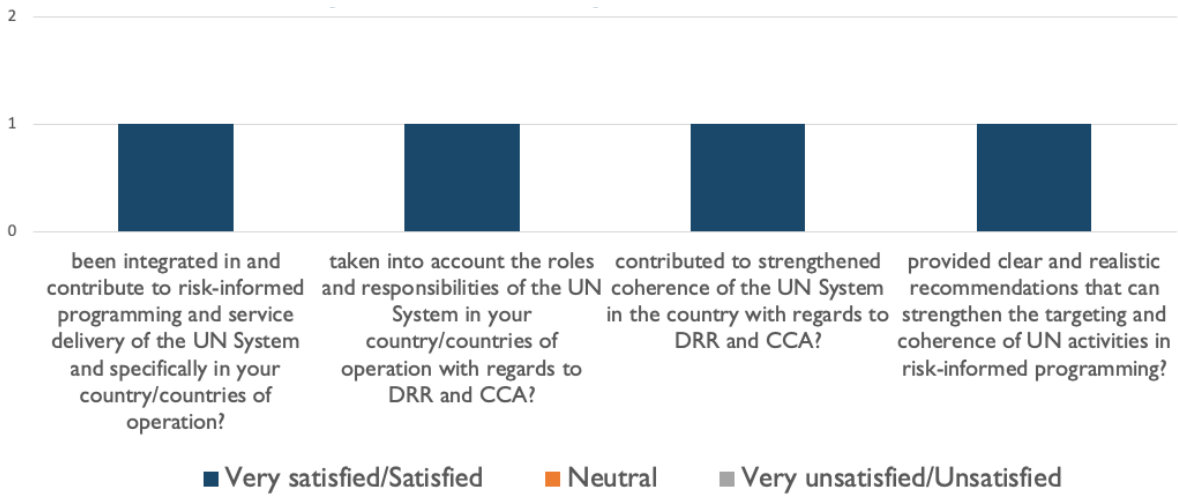 2
1
0
been integrated in and
contribute to risk-informed
programming and service
delivery of the UN System
and specifically in your
country/countries of
operation?
taken into account the roles
and responsibilities of the UN
System in your
country/countries of
operation with regards to
DRR and CCA?
contributed to strengthened
coherence of the UN System
in the country with regards to
DRR and CCA?
provided clear and realistic
recommendations that can
strengthen the targeting and
coherence of UN activities in
risk-informed programming?
Very satisfied/Satisfied
Neutral
Very unsatisfied/Unsatisfied